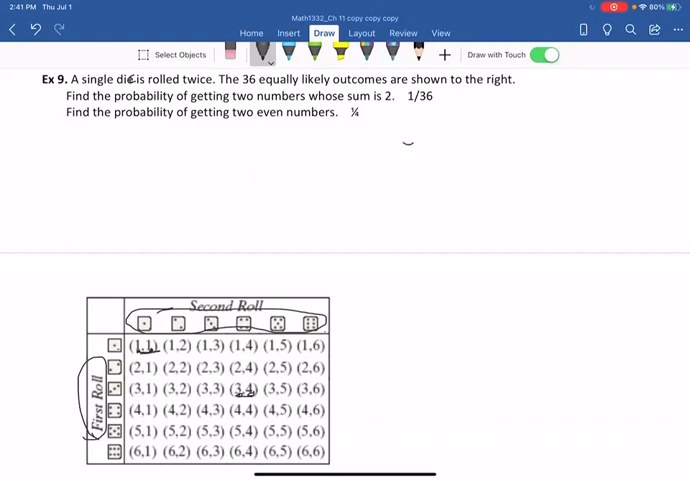 2:41 PM Thu Jul 1
80%
Math1332_Ch 11 copy copy copy
Home Insert Draw Layout Review View
Select Objects
Draw with Touch
Ex 9. A single die is rolled twice. The 36 equally likely outcomes are shown to the right.
Find the probability of getting two numbers whose sum is 2. 1/36
Find the probability of getting two even numbers. ¼
Second Roll
First Roll
(1,1) (1,2) (1,3) (1,4) (1,5) (1,6)
(2,1) (2,2) (2,3) (2,4) (2,5) (2,6)
(3,1) (3,2) (3,3) (3,4) (3,5) (3,6)
(4,1) (4,2) (4,3) (4,4) (4,5) (4,6)
(5,1) (5,2) (5,3) (5,4) (5,5) (5,6)
(6,1) (6,2) (6,3) (6,4) (6,5) (6,6)